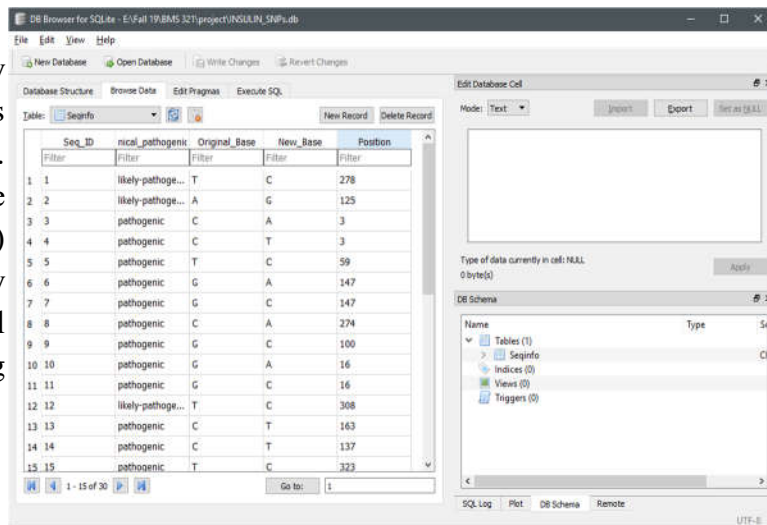 DB Browser for SQLite - E:\Fall 19\BMS 321\project\INSULIN_SNPs.db
File Edit View Help
New Database Open Database Write Changes Revert Changes
Database Structure Browse Data Edit Pragmas Execute SQL
Table: Seqinfo New Record Delete Record
Seq_ID nical_pathogenic Original_Base New_Base Position
Filter Filter Filter Filter Filter
1 1 likely-pathoge... T C 278
2 2 likely-pathoge... A G 125
3 3 pathogenic C A 3
4 4 pathogenic C T 3
5 5 pathogenic T C 59
6 6 pathogenic G A 147
7 7 pathogenic G C 147
8 8 pathogenic C A 274
9 9 pathogenic G C 100
10 10 pathogenic G A 16
11 11 pathogenic G C 16
12 12 likely-pathoge... T C 308
13 13 pathogenic C T 163
14 14 pathogenic C T 137
15 15 pathogenic T C 323
1 - 15 of 30 Go to: 1
Edit Database Cell
Mode: Text Import Export Set as NULL
Type of data currently in cell: NULL
0 byte(s)
Apply
DB Schema
Name Type Sc
Tables (1)
Seqinfo
Indices (0)
Views (0)
Triggers (0)
SQL Log Plot DB Schema Remote
UTF-8